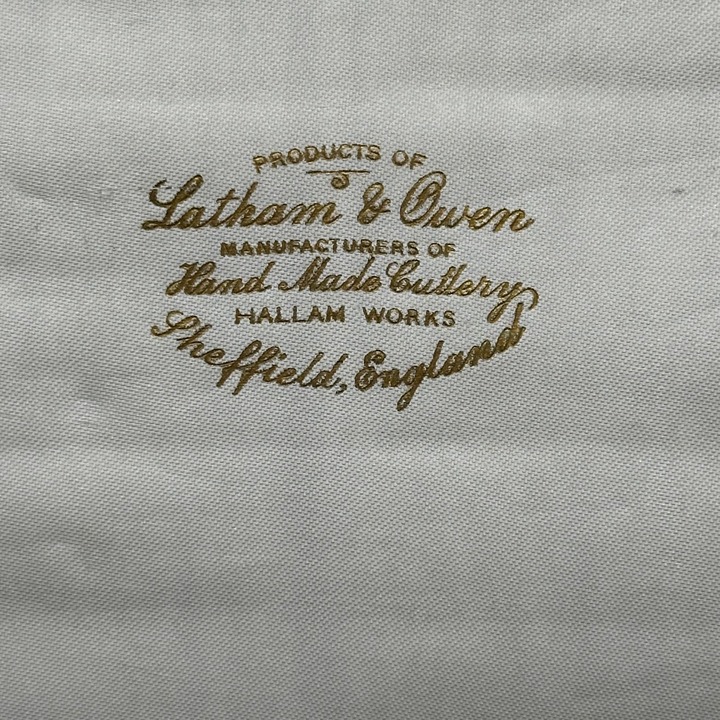 PRODUCTS OF
Latham & Owen
MANUFACTURERS OF
Hand Made Cutlery
HALLAM WORKS
Sheffield, England